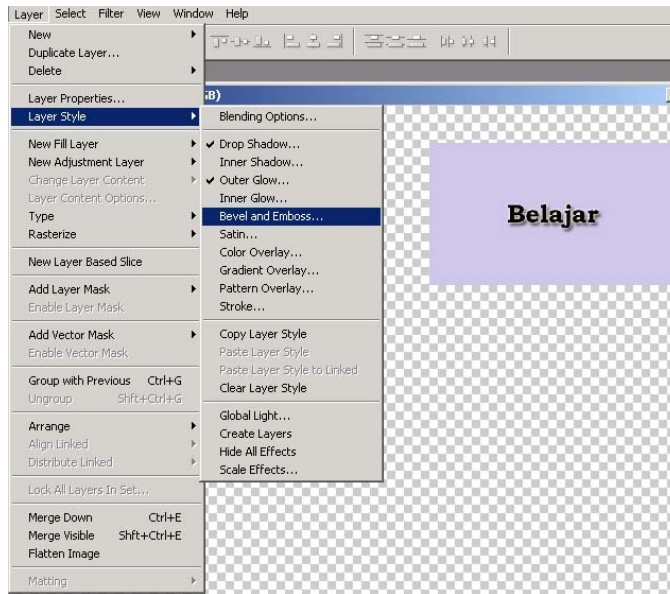 Layer Select Filter View Window Help
New
Duplicate Layer...
Delete
Layer Properties...
Layer Style
New Fill Layer
New Adjustment Layer
Change Layer Content
Layer Content Options...
Type
Rasterize
New Layer Based Slice
Add Layer Mask
Enable Layer Mask
Add Vector Mask
Enable Vector Mask
Group with Previous Ctrl+G
Ungroup Shft+Ctrl+G
Arrange
Align Linked
Distribute Linked
Lock All Layers In Set...
Merge Down Ctrl+E
Merge Visible Shft+Ctrl+E
Flatten Image
Matting
Blending Options...
Drop Shadow...
Inner Shadow...
Outer Glow...
Inner Glow...
Bevel and Emboss...
Satin...
Color Overlay...
Gradient Overlay...
Pattern Overlay...
Stroke...
Copy Layer Style
Paste Layer Style
Paste Layer Style to Linked
Clear Layer Style
Global Light...
Create Layers
Hide All Effects
Scale Effects...
Belajar